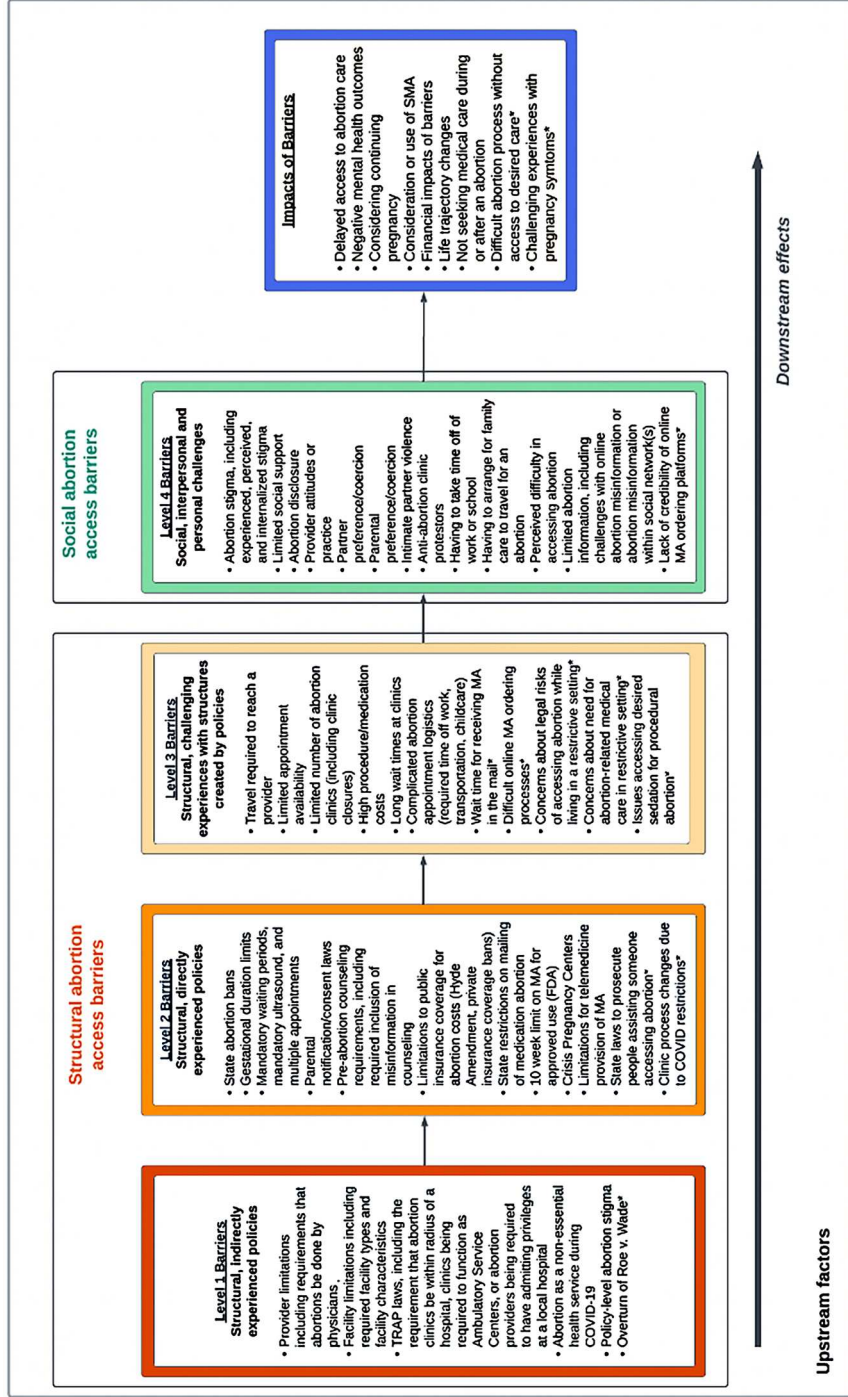 Structural abortion
access barriers
Social abortion
access barriers
Level 1 Barriers
Structural, indirectly
experienced policies
• Provider limitations
including requirements that
abortions be done by
physicians.
• Facility limitations including
required facility types and
facility characteristics
• TRAP laws, including the
requirement that abortion
clinics be within radius of a
hospital, clinics being
required to function as
Ambulatory Service
Centers, or abortion
providers being required
to have admitting privileges
at a local hospital
• Abortion as a non-essential
health service during
COVID-19
• Policy-level abortion stigma
• Overturn of Roe v. Wade*
Level 2 Barriers
Structural, directly
experienced policies
• State abortion bans
• Gestational duration limits
• Mandatory waiting periods,
mandatory ultrasound, and
multiple appointments
• Parental
notification/consent laws
• Pre-abortion counseling
requirements, including
required inclusion of
misinformation in
counseling
• Limitations to public
insurance coverage for
abortion costs (Hyde
Amendment, private
insurance coverage bans)
• State restrictions on mailing
of medication abortion
• 10 week limit on MA for
approved use (FDA)
• Crisis Pregnancy Centers
• Limitations for telemedicine
provision of MA
• State laws to prosecute
people assisting someone
accessing abortion*
• Clinic process changes due
to COVID restrictions*
Level 3 Barriers
Structural, challenging
experiences with structures
created by policies
• Travel required to reach a
provider
• Limited appointment
availability
• Limited number of abortion
clinics (including clinic
closures)
• High procedure/medication
costs
• Long wait times at clinics
• Complicated abortion
appointment logistics
(required time off work,
transportation, childcare)
• Wait time for receiving MA
in the mail*
• Difficult online MA ordering
processes*
• Concerns about legal risks
of accessing abortion while
living in a restrictive setting*
• Concerns about need for
abortion-related medical
care in restrictive setting*
• Issues accessing desired
sedation for procedural
abortion*
Level 4 Barriers
Social, interpersonal and
personal challenges
• Abortion stigma, including
experienced, perceived,
and internalized stigma
• Limited social support
• Abortion disclosure
• Provider attitudes or
practice
• Partner
preference/coercion
• Parental
preference/coercion
• Intimate partner violence
• Anti-abortion clinic
protestors
• Having to take time off of
work or school
• Having to arrange for family
care to travel for an
abortion
• Perceived difficulty in
accessing abortion
• Limited abortion
information, including
challenges with online
abortion misinformation or
abortion misinformation
within social network(s)
• Lack of credibility of online
MA ordering platforms*
Impacts of Barriers
• Delayed access to abortion care
• Negative mental health outcomes
• Considering continuing
pregnancy
• Consideration or use of SMA
• Financial impacts of barriers
• Life trajectory changes
• Not seeking medical care during
or after an abortion
• Difficult abortion process without
access to desired care*
• Challenging experiences with
pregnancy symtoms*
Upstream factors
Downstream effects